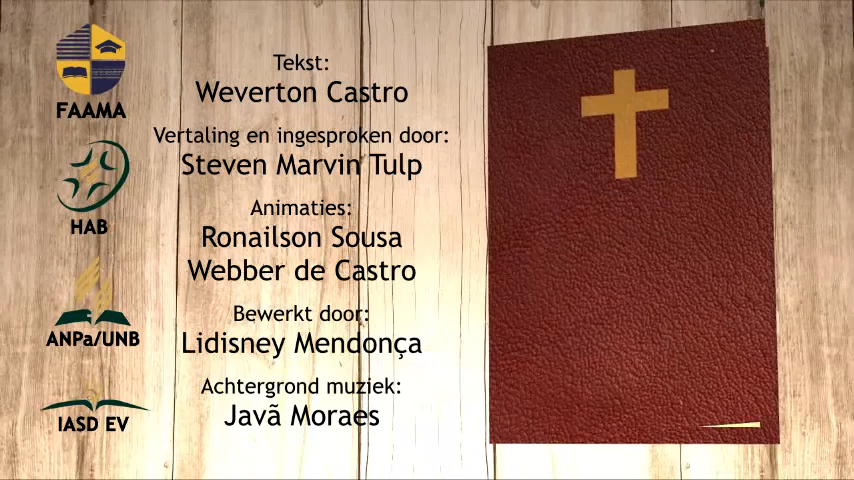 FAAMA
HAB
ANPa/UNB
IASD EV
Tekst:
Weverton Castro
Vertaling en ingesproken door:
Steven Marvin Tulp
Animaties:
Ronailson Sousa
Webber de Castro
Bewerkt door:
Lidisney Mendonça
Achtergrond muziek:
Javã Moraes